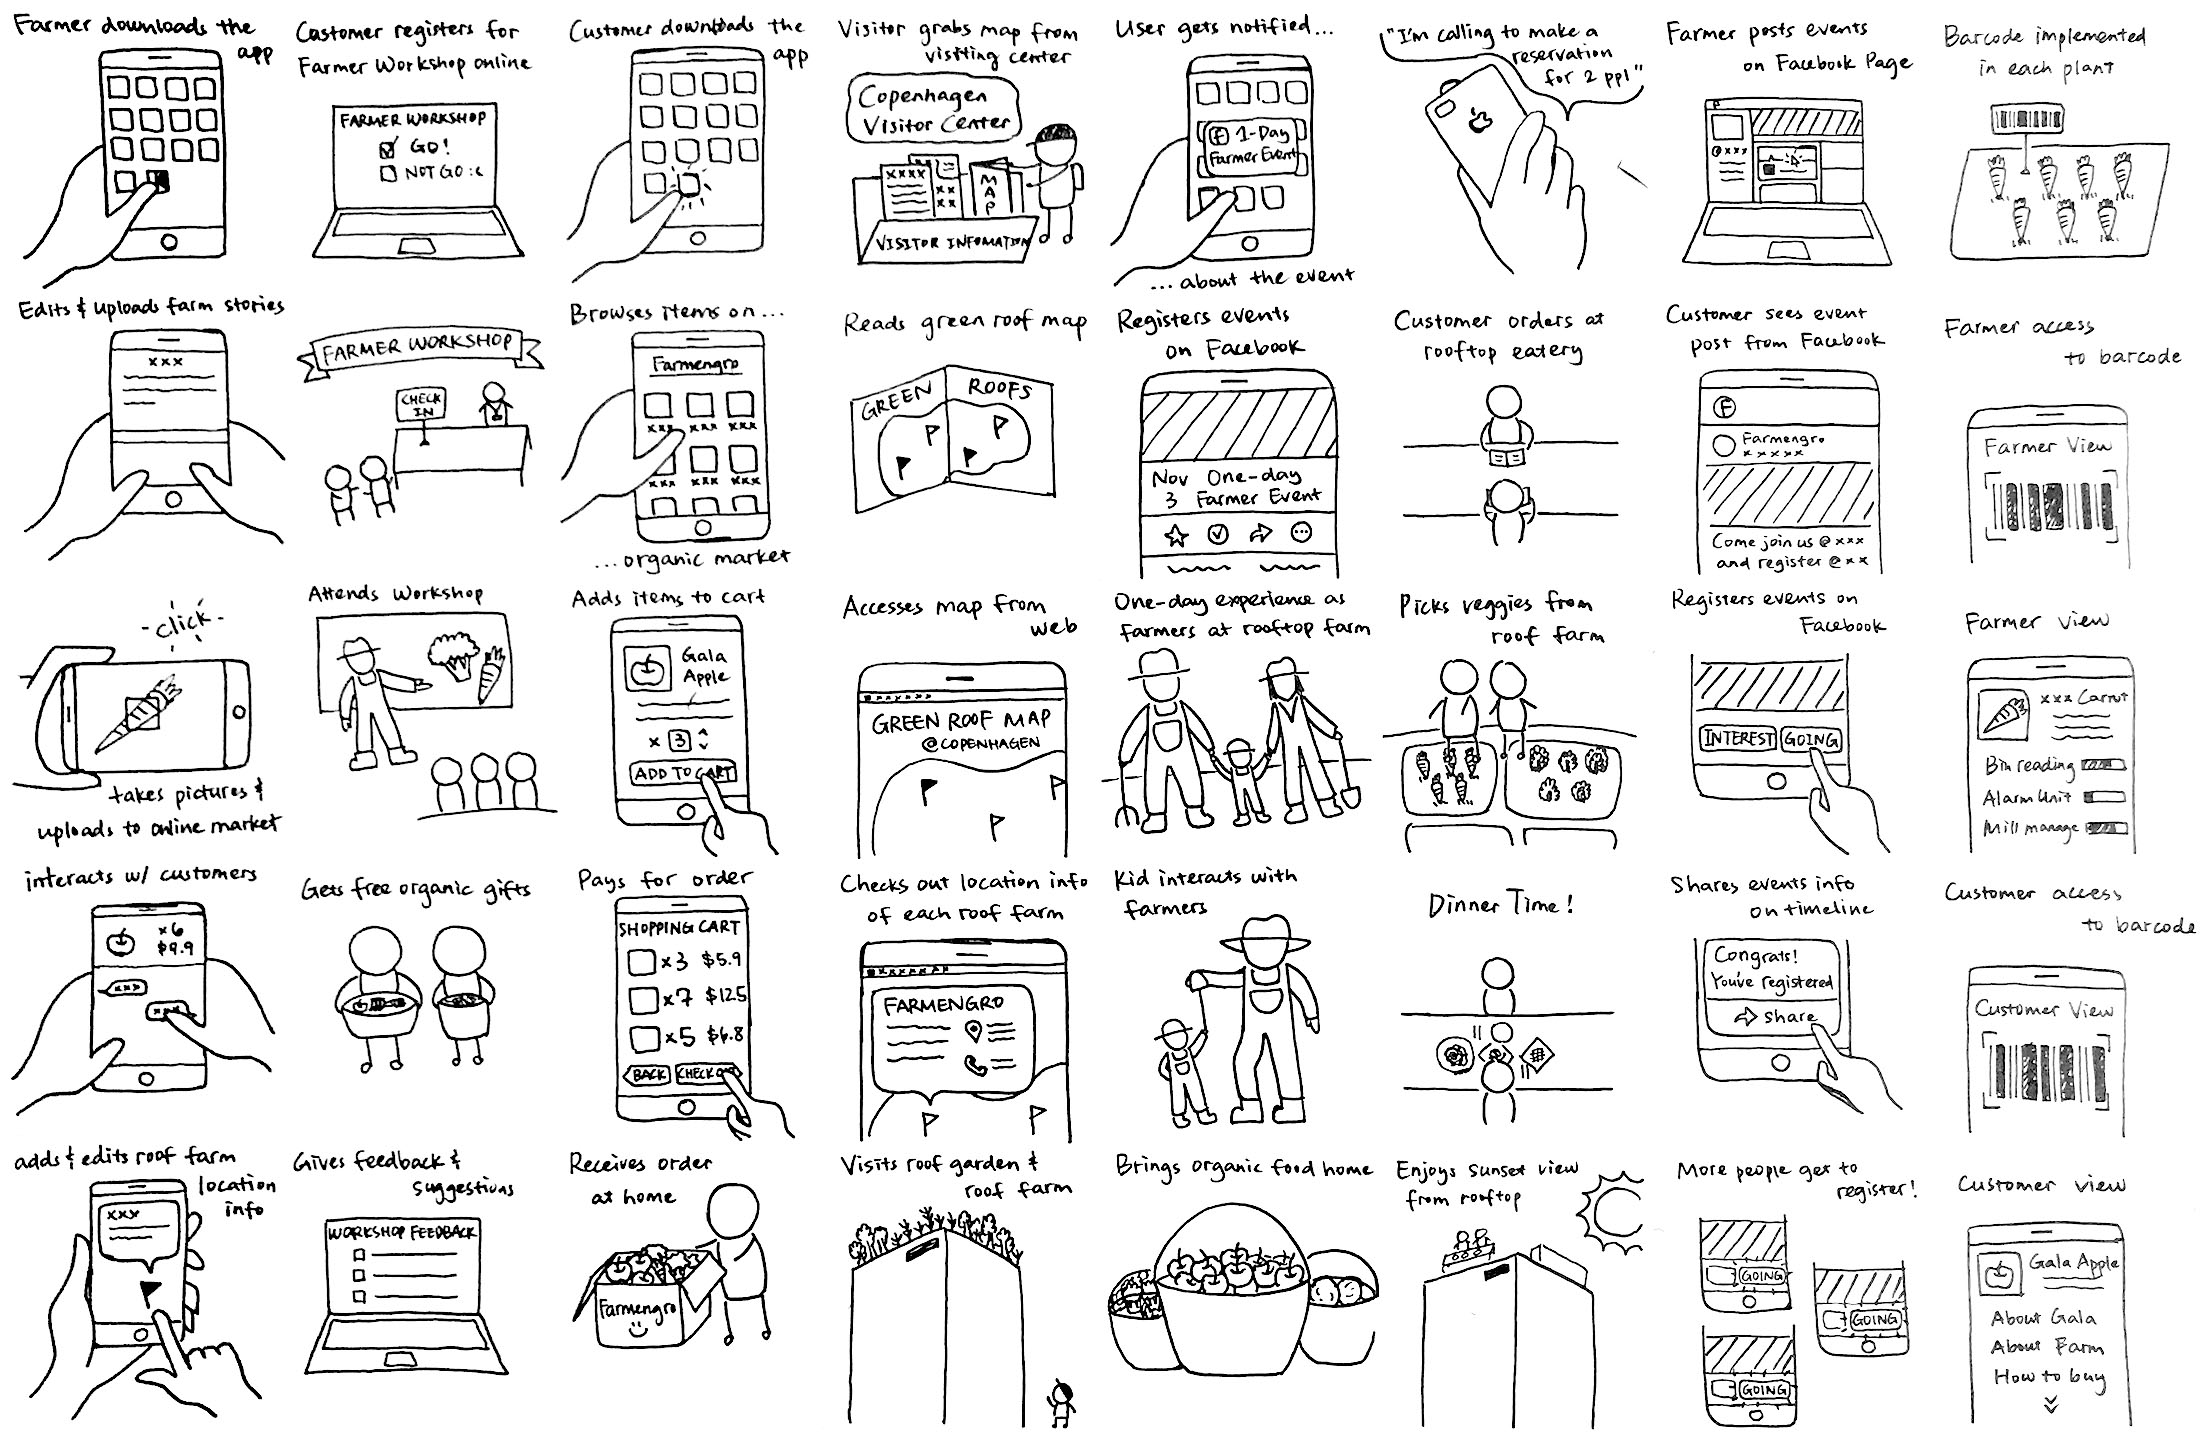 Farmer downloads the
app
Edits & uploads farm stories
xxx
-click-
takes pictures &
uploads to online market
interacts w/ customers
x6
$9.9
xxx
xxx
adds & edits roof farm
location
info
xxx
Customer registers for
Farmer Workshop online
FARMER WORKSHOP
GO!
NOT GO :(
FARMER WORKSHOP
CHECK
IN
Attends Workshop
Gets free organic gifts
Gives feedback &
suggestions
WORKSHOP FEEDBACK
Customer downloads the
app
Browses items on...
Farmengro
xxx xxx xxx
xxx xxx xxx
...organic market
Adds items to cart
Gala
Apple
x 3
ADD TO CART
Pays for order
SHOPPING CART
x3 $5.9
x7 $12.5
x5 $6.8
BACK CHECK OUT
Receives order
at home
Farmengro
Visitor grabs map from
visiting center
Copenhagen
Visitor Center
xxxx
xx
xx
MAP
VISITOR INFOMATION
Reads green roof map
GREEN ROOFS
Accesses map from
web
xxxxxx
GREEN ROOF MAP
@COPENHAGEN
Checks out location info
of each roof farm
xxxxxxx
FARMENGRO
Visits roof garden &
roof farm
User gets notified...
F 1-Day
Farmer Event
...about the event
Registers events
on Facebook
Nov One-day
3 Farmer Event
One-day experience as
farmers at rooftop farm
Kid interacts with
farmers
Brings organic food home
"I'm calling to make a
reservation
for 2 ppl"
Customer orders at
rooftop eatery
Picks veggies from
roof farm
Dinner Time!
Enjoys sunset view
from rooftop
Farmer posts events
on Facebook Page
xxx
Customer sees event
post from Facebook
F
Farmengro
xxxxx
Come join us @ xxx
and register @ xx
Registers events on
Facebook
INTEREST GOING
Shares events info
on timeline
Congrats!
You've registered
Share
More people get to
register!
GOING
GOING
GOING
Barcode implemented
in each plant
Farmer access
to barcode
Farmer View
Farmer view
xxx Carrot
Bin reading
Alarm Unit
Mill manage
Customer access
to barcode
Customer View
Customer view
Gala Apple
About Gala
About Farm
How to buy